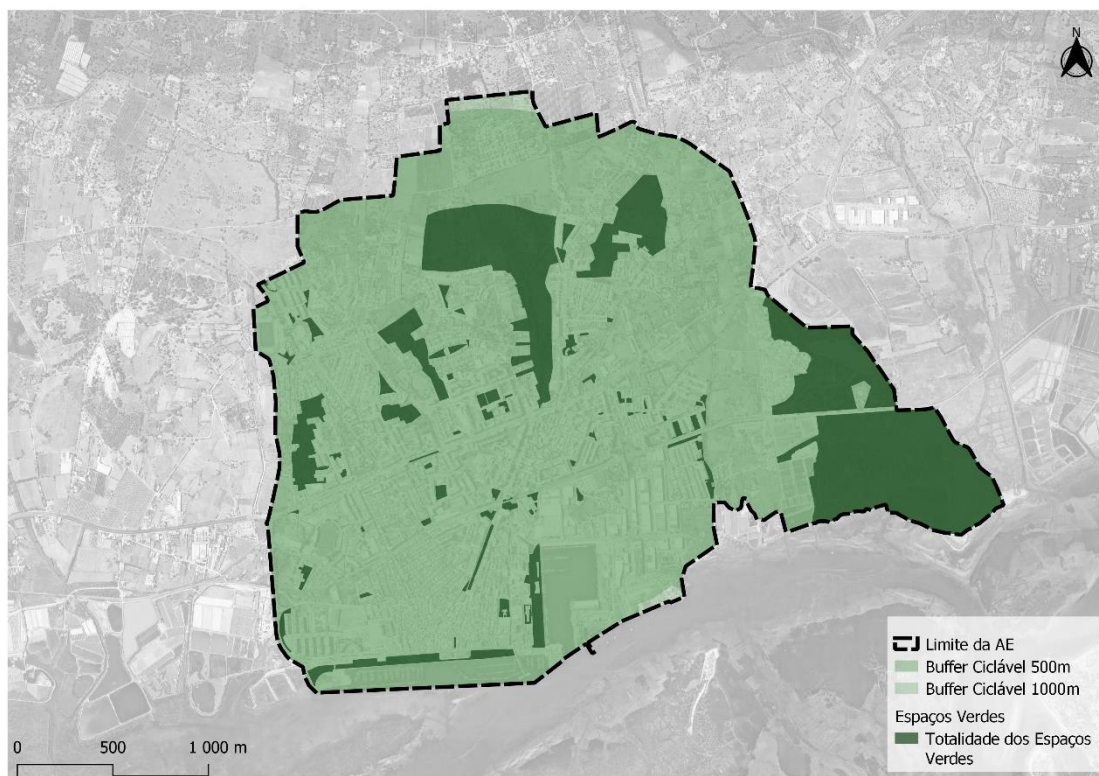 N
Limite da AE
Buffer Ciclável 500m
Buffer Ciclável 1000m
Espaços Verdes
Totalidade dos Espaços
Verdes
0 500 1 000 m